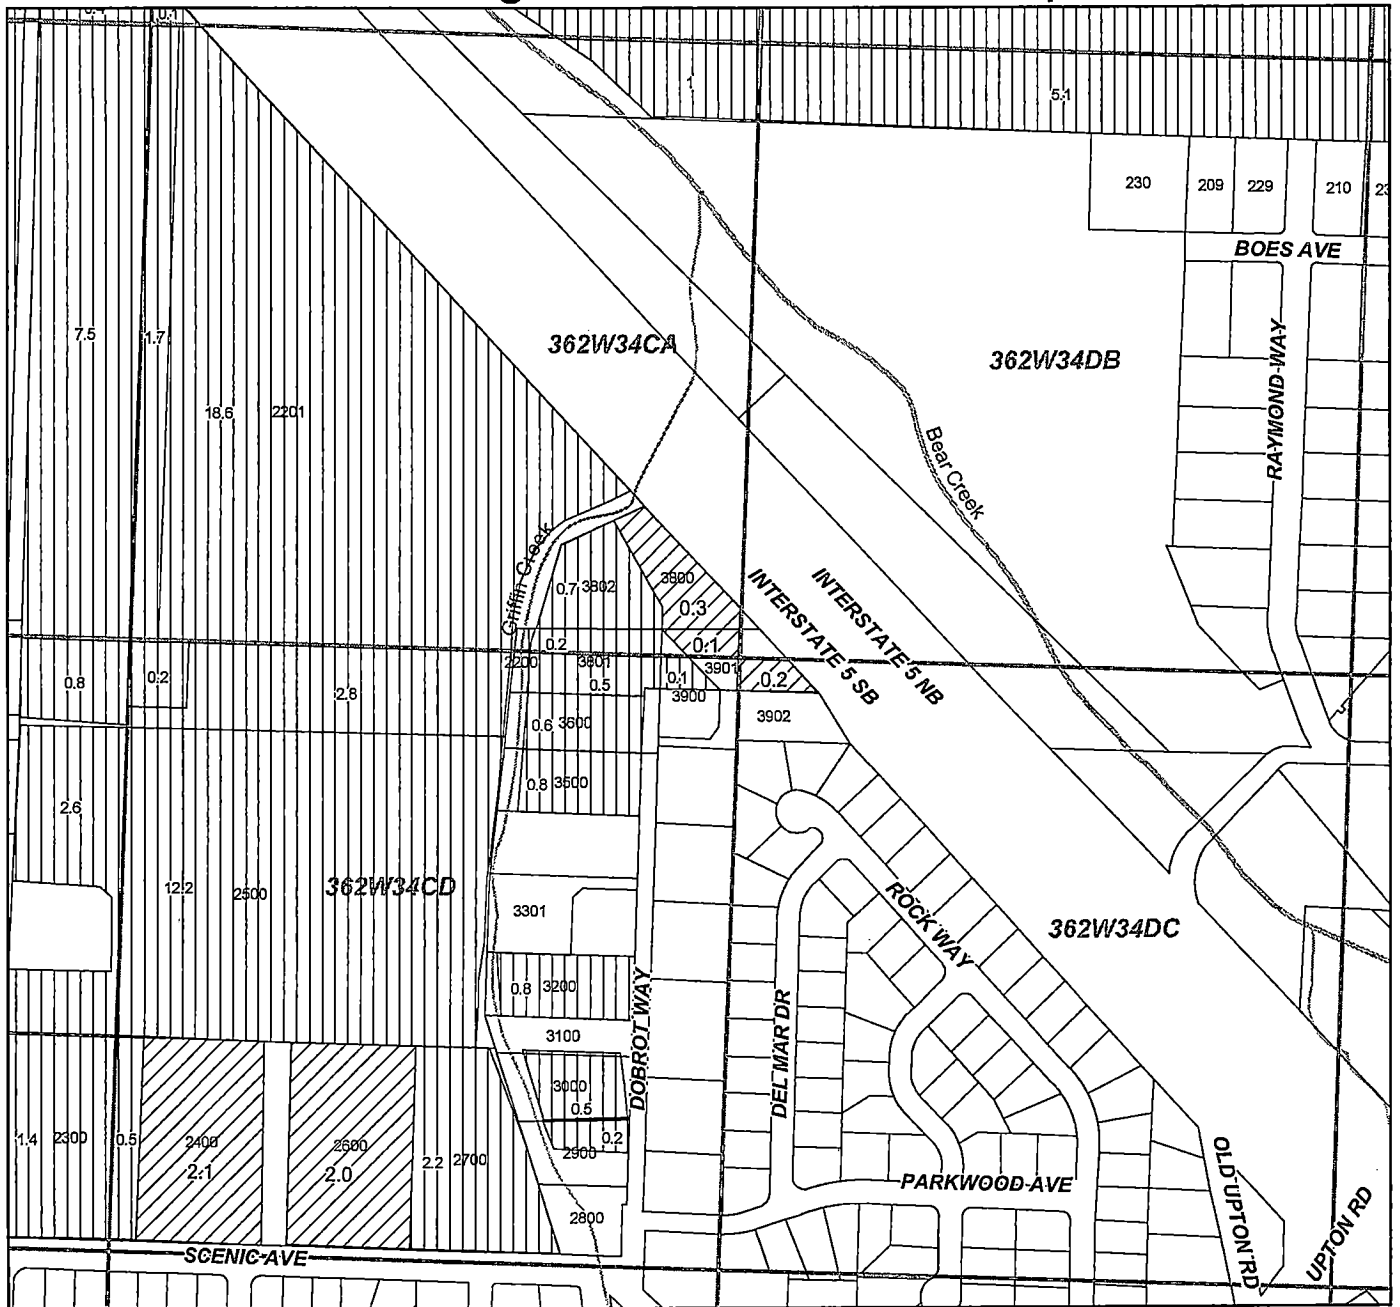 0.1
1
5.1
230
209
229
210
BOES AVE
7.5
1.7
362W34CA
362W34DB
RAYMOND WAY
18.6
2201
Bear Creek
Griffin Creek
0.7 3802
3800
0.3
INTERSTATE 5 SB
INTERSTATE 5 NB
0.2
0.1
2200
3801
3901
0.8
0.2
2.8
0.5
0.1
0.2
3900
3902
0.6 3600
0.8 3500
2.6
12.2
2500
362W34CD
3301
ROCK WAY
362W34DC
0.8 3200
DOBROT WAY
DEL MAR DR
3100
3000
0.5
1.4
2300
0.5
2400
2.1
2600
2.0
2.2
2700
0.2
2900
PARKWOOD AVE
2800
OLD UPTON RD
UPTON RD
SCENIC AVE